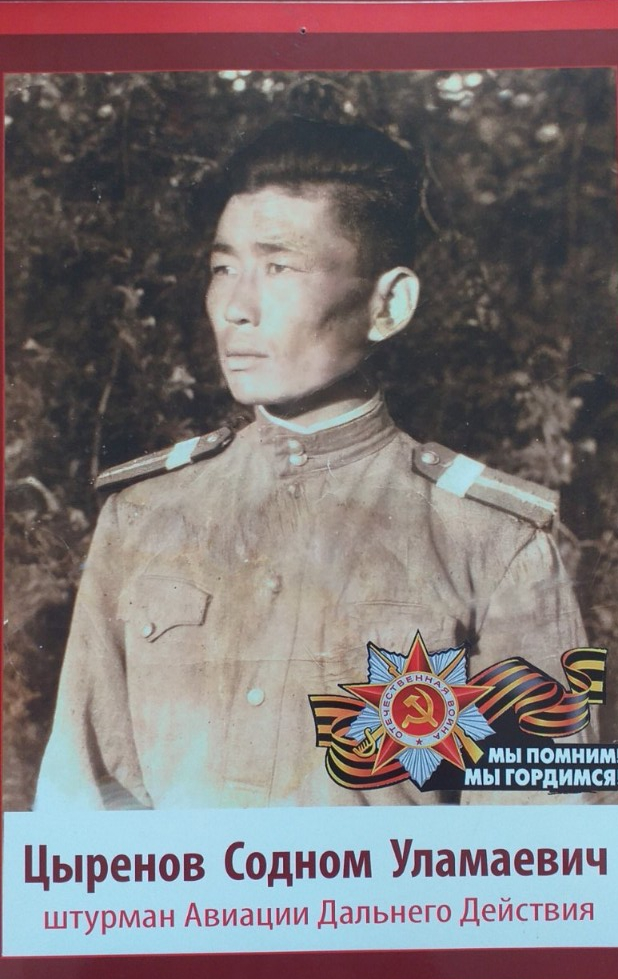 ОТЕЧЕСТВЕННАЯ ВОЙНА
МЫ ПОМНИМ!
МЫ ГОРДИМСЯ!
Цыренов Содном Уламаевич
штурман Авиации Дальнего Действия